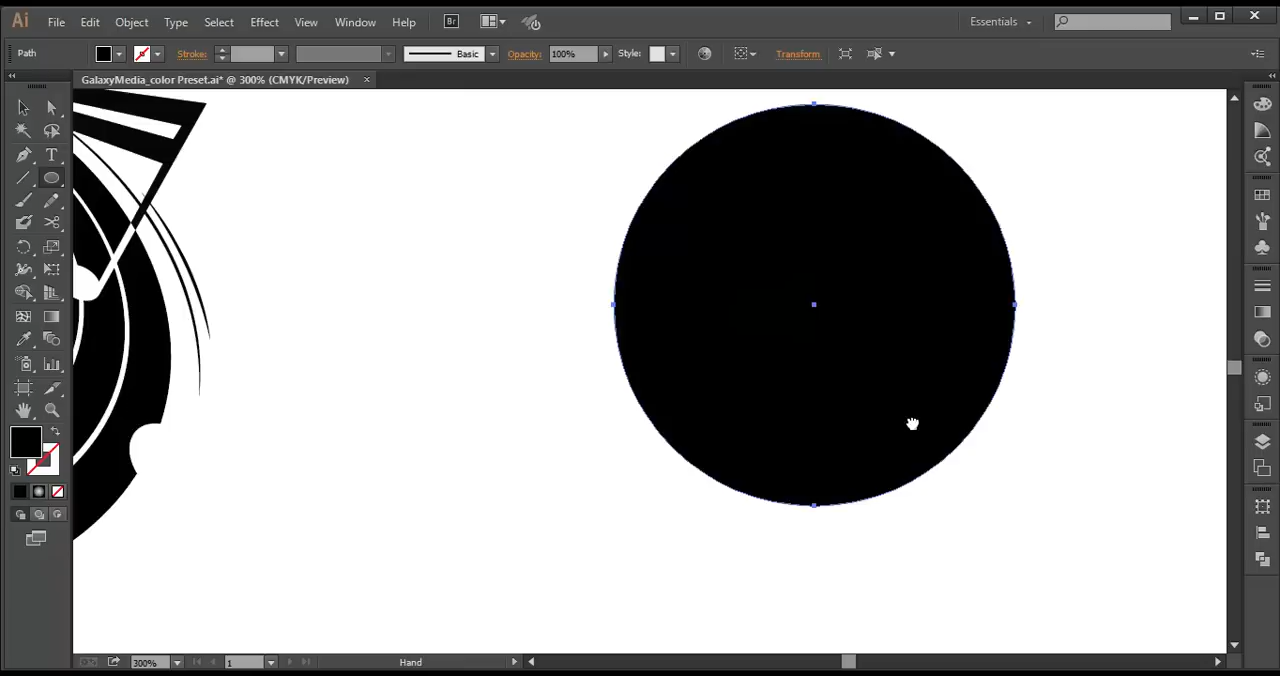 Ai File Edit Object Type Select Effect View Window Help Br Essentials
Path Stroke: Basic Opacity: 100% Style: Transform
GalaxyMedia_color Preset.ai* @ 300% (CMYK/Preview)
T
300% 1 Hand